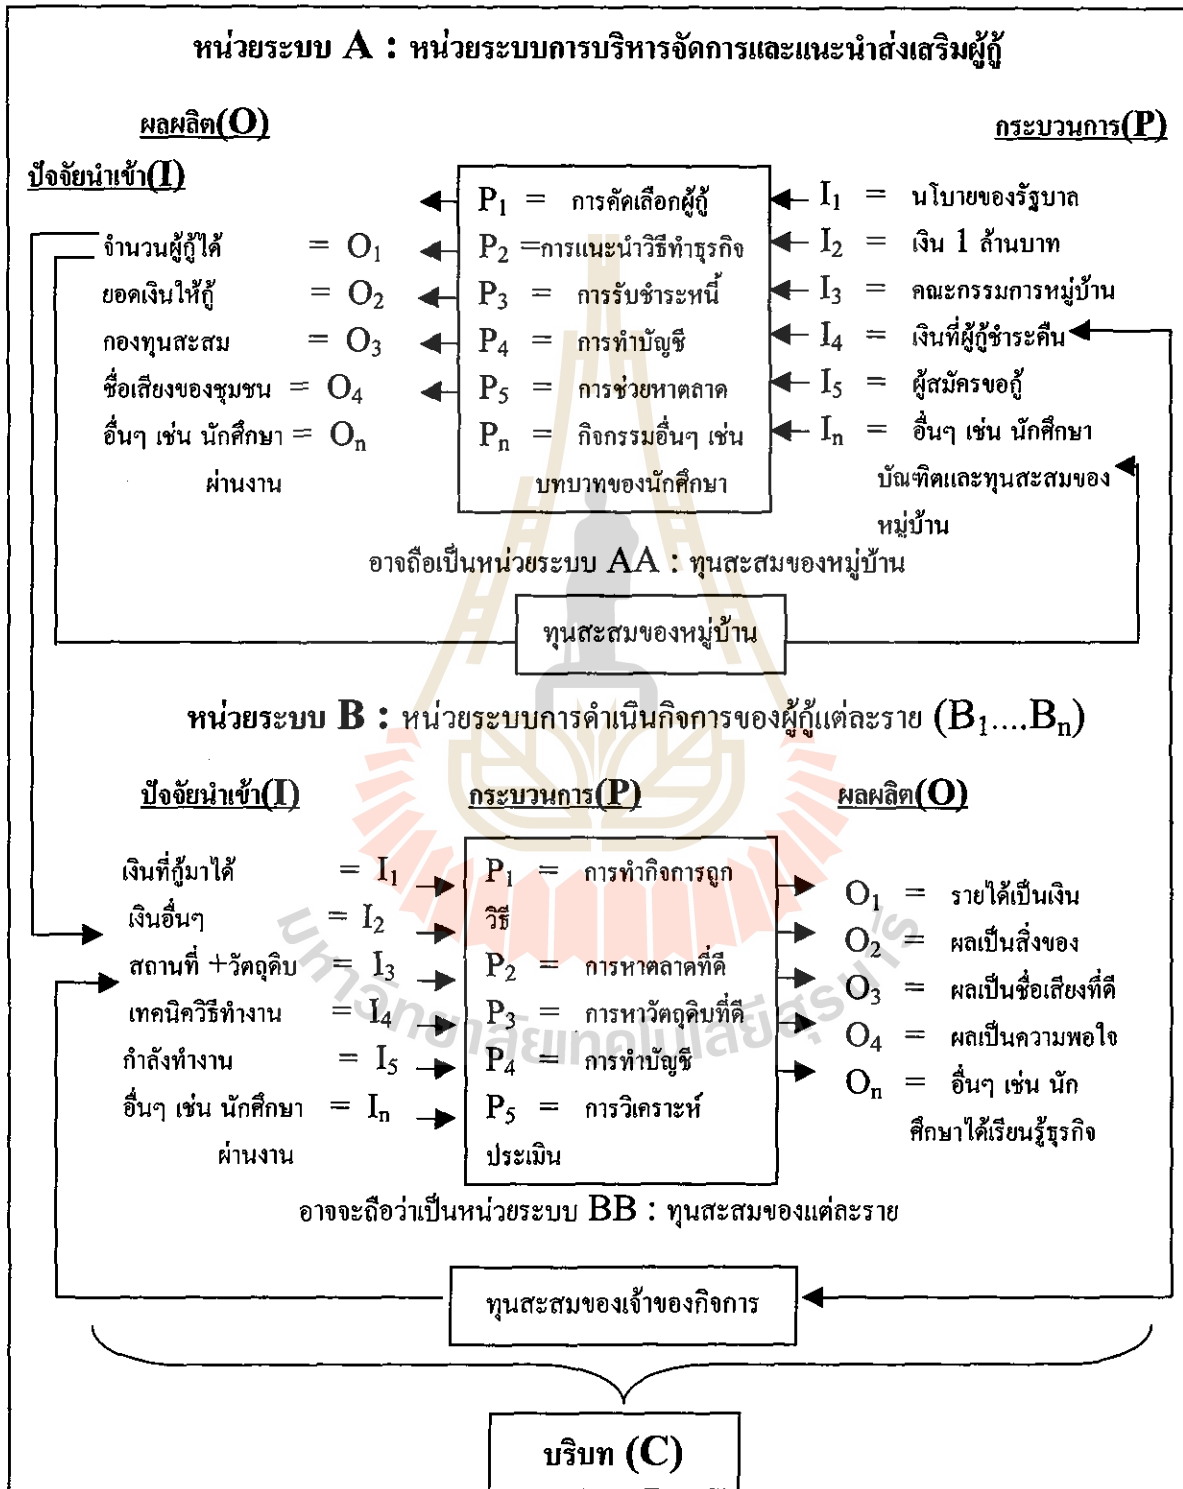 หน่วยระบบ A : หน่วยระบบการบริหารจัดการและแนะนำส่งเสริมผู้กู้
ผลผลิต(O)
กระบวนการ(P)
ปัจจัยนำเข้า(I)
P1 = การคัดเลือกผู้กู้
I1 = นโบายของรัฐบาล
จำนวนผู้กู้ได้ = O1
P2 =การแนะนำวิธีทำธุรกิจ
I2 = เงิน 1 ล้านบาท
ยอดเงินให้กู้ = O2
P3 = การรับชำระหนี้
I3 = คณะกรรมการหมู่บ้าน
กองทุนสะสม = O3
P4 = การทำบัญชี
I4 = เงินที่ผู้กู้ชำระคืน
ชื่อเสียงของชุมชน = O4
P5 = การช่วยหาตลาด
I5 = ผู้สมัครขอกู้
อื่นๆ เช่น นักศึกษา = On
ผ่านงาน
Pn = กิจกรรมอื่นๆ เช่น
บทบาทของนักศึกษา
In = อื่นๆ เช่น นักศึกษา
บัณฑิตและทุนสะสมของ
หมู่บ้าน
อาจถือเป็นหน่วยระบบ AA : ทุนสะสมของหมู่บ้าน
ทุนสะสมของหมู่บ้าน
หน่วยระบบ B : หน่วยระบบการดำเนินกิจการของผู้กู้แต่ละราย (B1....Bn)
ปัจจัยนำเข้า(I)
กระบวนการ(P)
ผลผลิต(O)
เงินที่กู้มาได้ = I1
เงินอื่นๆ = I2
สถานที่ +วัตถุดิบ = I3
เทคนิควิธีทำงาน = I4
กำลังทำงาน = I5
อื่นๆ เช่น นักศึกษา = In
ผ่านงาน
P1 = การทำกิจการถูก
วิธี
P2 = การหาตลาดที่ดี
P3 = การหาวัตถุดิบที่ดี
P4 = การทำบัญชี
P5 = การวิเคราะห์
ประเมิน
O1 = รายได้เป็นเงิน
O2 = ผลเป็นสิ่งของ
O3 = ผลเป็นชื่อเสียงที่ดี
O4 = ผลเป็นความพอใจ
On = อื่นๆ เช่น นัก
ศึกษาได้เรียนรู้ธุรกิจ
มหาวิทยาลัยเทคโนโลยีสุรนารี
อาจจะถือว่าเป็นหน่วยระบบ BB : ทุนสะสมของแต่ละราย
ทุนสะสมของเจ้าของกิจการ
บริบท (C)